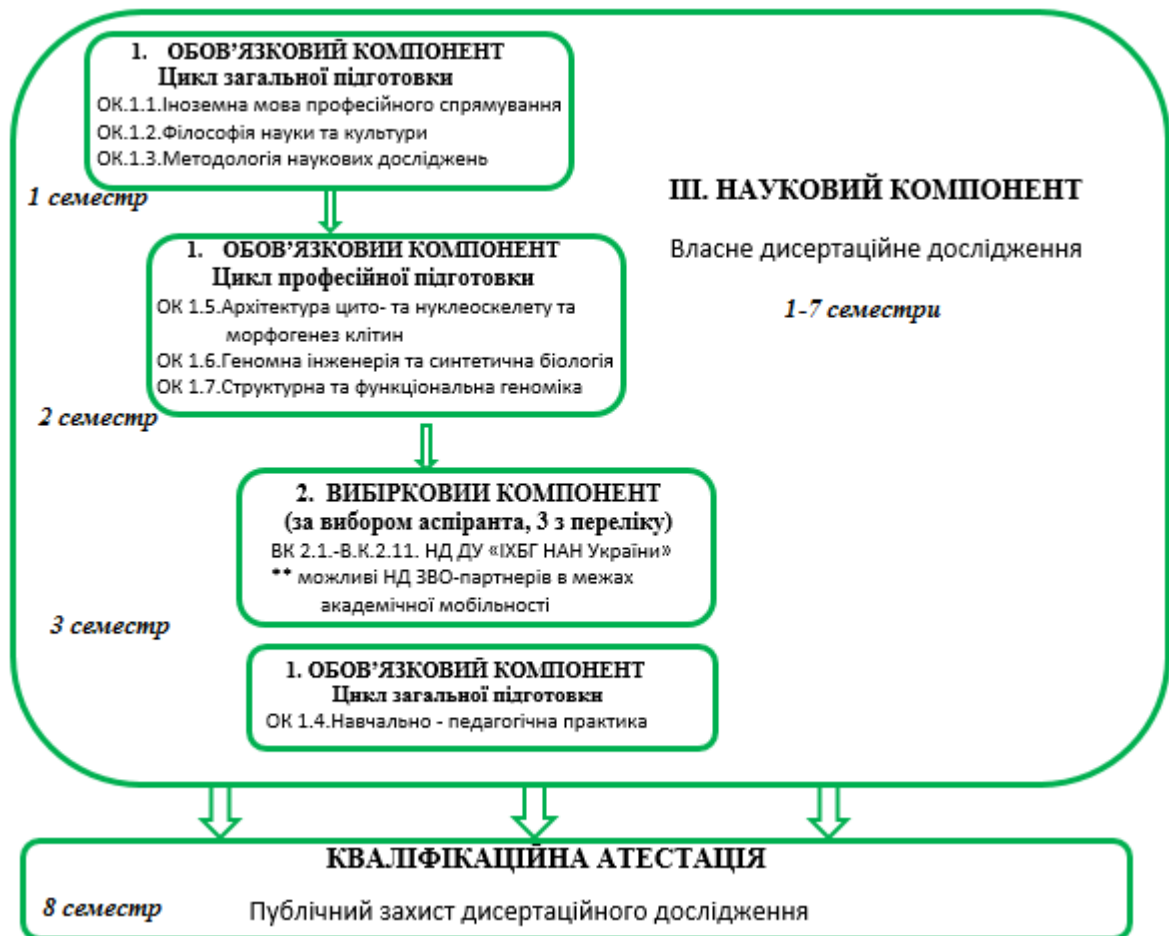 1. ОБОВ’ЯЗКОВИЙ КОМПОНЕНТ
Цикл загальної підготовки
ОК.1.1.Іноземна мова професійного спрямування
ОК.1.2.Філософія науки та культури
ОК.1.3.Методологія наукових досліджень
1 семестр
1. ОБОВ’ЯЗКОВИЙ КОМПОНЕНТ
Цикл професійної підготовки
ОК 1.5.Архітектура цито- та нуклеоскелету та
морфогенез клітин
ОК 1.6.Геномна інженерія та синтетична біологія
ОК 1.7.Структурна та функціональна геноміка
2 семестр
2. ВИБІРКОВИИ КОМПОНЕНТ
(за вибором аспіранта, 3 з переліку)
ВК 2.1.-В.К.2.11. НД ДУ «ІХБГ НАН України»
** можливі НД ЗВО-партнерів в межах
академічної мобільності
3 семестр
1. ОБОВ’ЯЗКОВИЙ КОМПОНЕНТ
Цикл загальної підготовки
ОК 1.4.Навчально - педагогічна практика
ІІІ. НАУКОВИЙ КОМПОНЕНТ
Власне дисертаційне дослідження
1-7 семестри
КВАЛІФІКАЦІЙНА АТЕСТАЦІЯ
8 семестр
Публічний захист дисертаційного дослідження